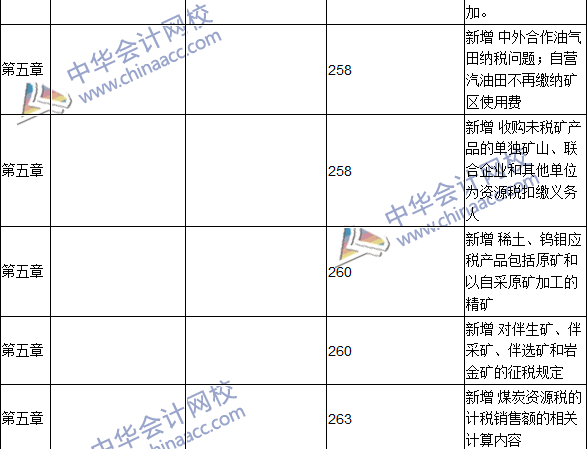 加。
第五章
258
新增 中外合作油气
田纳税问题；自营
汽油田不再缴纳矿
区使用费
第五章
258
新增 收购未税矿产
品的单独矿山、联
合企业和其他单位
为资源税扣缴义务
人
第五章
260
新增 稀土、钨钼应
税产品包括原矿和
以自采原矿加工的
精矿
第五章
260
新增 对伴生矿、伴
采矿、伴选矿和岩
金矿的征税规定
第五章
263
新增 煤炭资源税的
计税销售额的相关
计算内容
中华会计网校
www.chinaacc.com
中华会计网校
www.chinaacc.com
中华会计网校
www.chinaacc.com